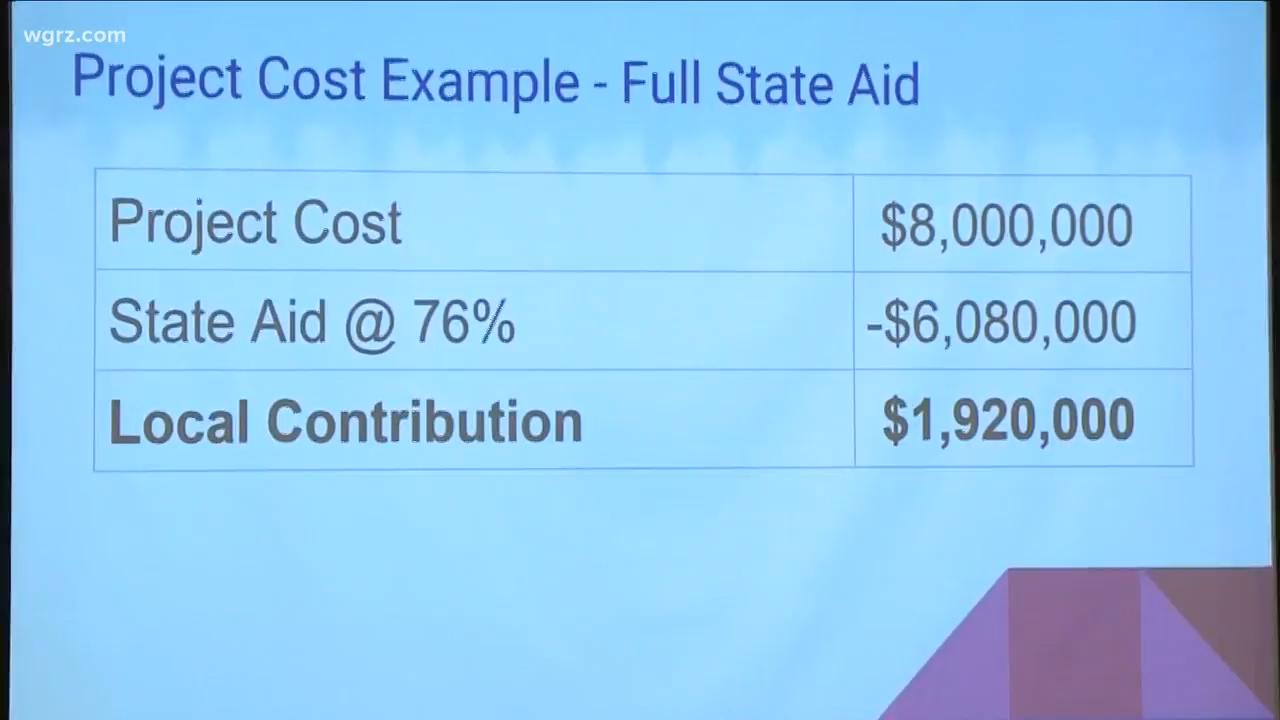 wgrz.com
Project Cost Example - Full State Aid
Project Cost $8,000,000
State Aid @ 76% -$6,080,000
Local Contribution $1,920,000